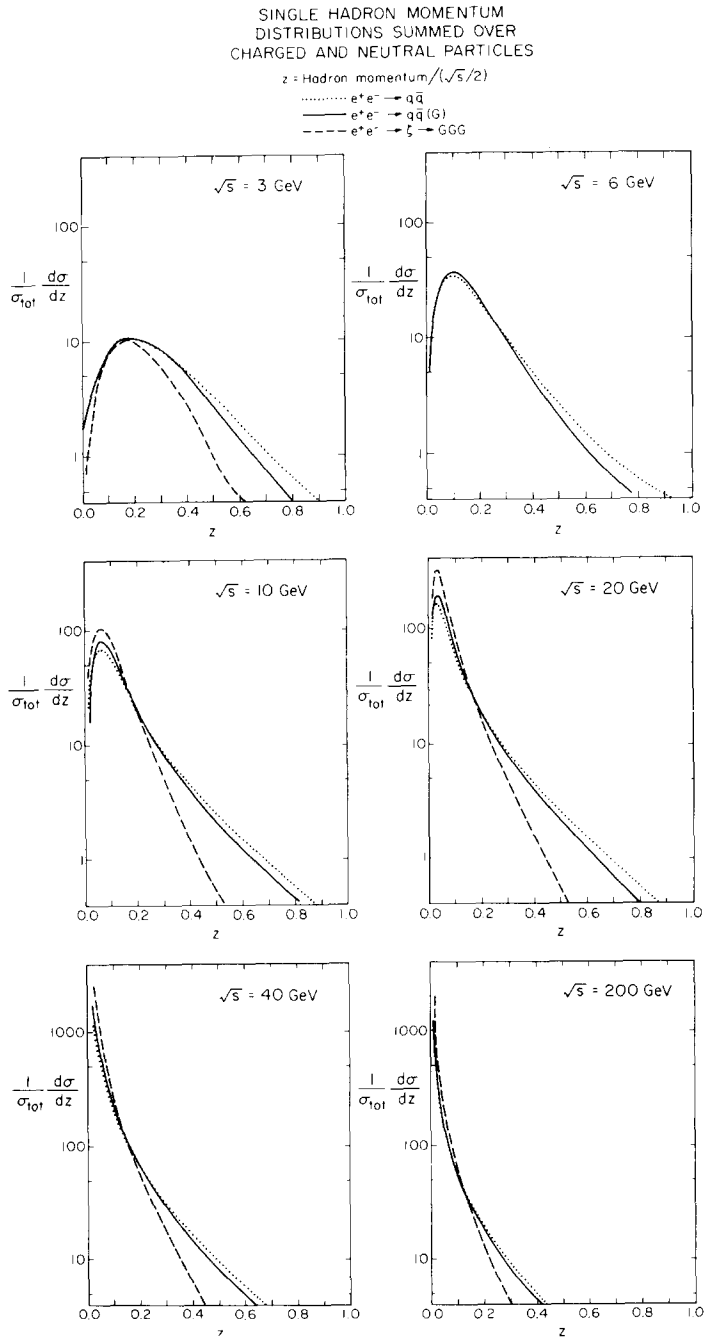 SINGLE HADRON MOMENTUM
DISTRIBUTIONS SUMMED OVER
CHARGED AND NEUTRAL PARTICLES
z = Hadron momentum/(√s/2)
.......... e⁺e⁻ → qq̅
——— e⁺e⁻ → qq̅(G)
– – – – e⁺e⁻ → ζ → GGG
√s = 3 GeV
100
10
1
1/σtot dσ/dz
0.0 0.2 0.4 0.6 0.8 1.0
z
√s = 6 GeV
100
10
1
1/σtot dσ/dz
0.0 0.2 0.4 0.6 0.8 1.0
z
√s = 10 GeV
100
10
1
1/σtot dσ/dz
0.0 0.2 0.4 0.6 0.8 1.0
z
√s = 20 GeV
100
10
1
1/σtot dσ/dz
0.0 0.2 0.4 0.6 0.8 1.0
z
√s = 40 GeV
1000
100
10
1/σtot dσ/dz
0.0 0.2 0.4 0.6 0.8 1.0
z
√s = 200 GeV
1000
100
10
1/σtot dσ/dz
0.0 0.2 0.4 0.6 0.8 1.0
z